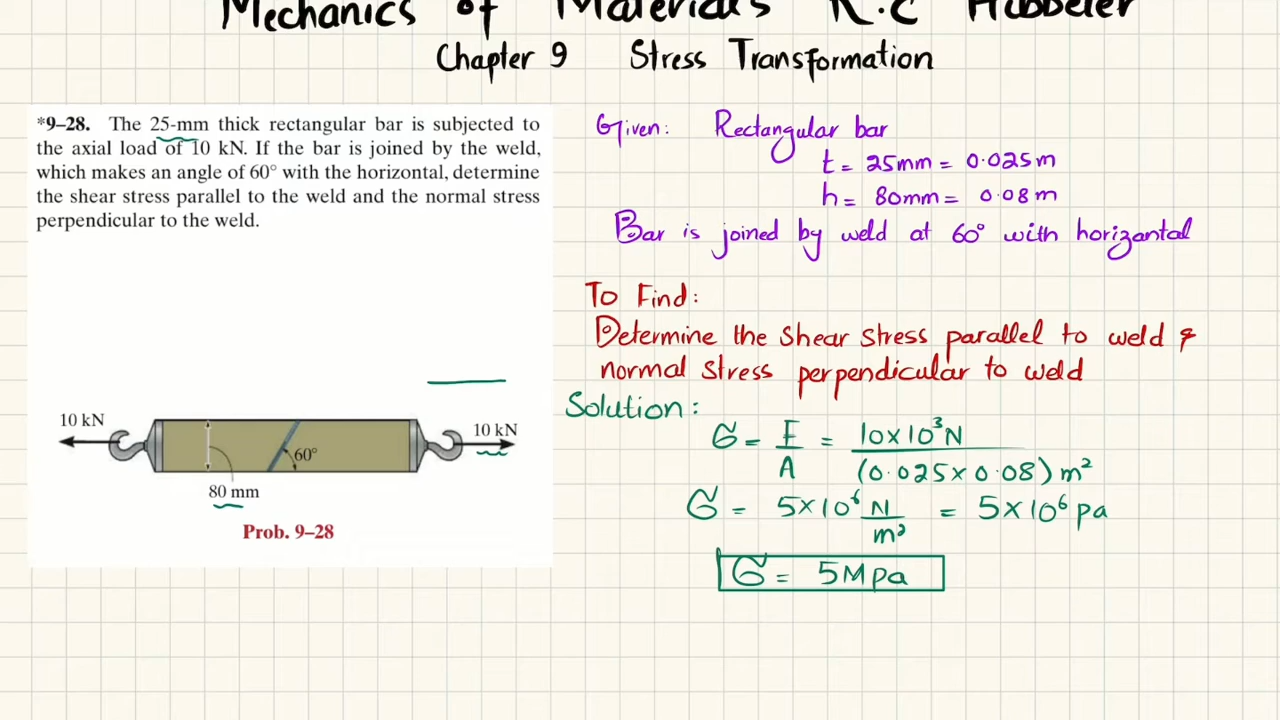 Mechanics of Materials R.C Hibbeler
Chapter 9 Stress Transformation
*9–28. The 25-mm thick rectangular bar is subjected to
the axial load of 10 kN. If the bar is joined by the weld,
which makes an angle of 60° with the horizontal, determine
the shear stress parallel to the weld and the normal stress
perpendicular to the weld.
10 kN
10 kN
60°
80 mm
Prob. 9–28
Given: Rectangular bar
t = 25mm = 0.025m
h = 80mm = 0.08m
Bar is joined by weld at 60° with horizantal
To Find:
Determine the shear stress parallel to weld &
normal stress perpendicular to weld
Solution:
σ = F/A = 10×10³N/(0.025×0.08)m²
σ = 5×10⁶ N/m² = 5×10⁶ pa
σ = 5Mpa